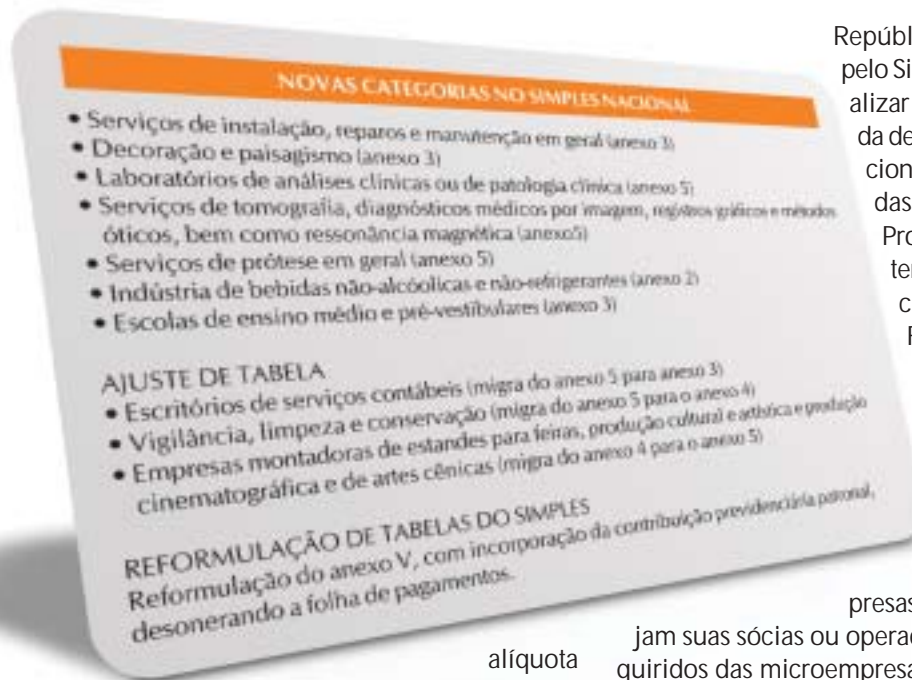 NOVAS CATEGORIAS NO SIMPLES NACIONAL
• Serviços de instalação, reparos e manutenção em geral (anexo 3)
• Decoração e paisagismo (anexo 3)
• Laboratórios de análises clínicas ou de patologia clínica (anexo 5)
• Serviços de tomografia, diagnósticos médicos por imagem, registros gráficos e métodos
óticos, bem como ressonância magnética (anexo5)
• Serviços de prótese em geral (anexo 5)
• Indústria de bebidas não-alcóolicas e não-refrigerantes (anexo 2)
• Escolas de ensino médio e pré-vestibulares (anexo 3)
AJUSTE DE TABELA
• Escritórios de serviços contábeis (migra do anexo 5 para anexo 3)
• Vigilância, limpeza e conservação (migra do anexo 5 para o anexo 4)
• Empresas montadoras de estandes para feiras, produção cultural e artística e produção
cinematográfica e de artes cênicas (migra do anexo 4 para o anexo 5)
REFORMULAÇÃO DE TABELAS DO SIMPLES
Reformulação do anexo V, com incorporação da contribuição previdenciária patronal,
desonerando a folha de pagamentos.
alíquota
Repúbl
pelo Si
alizar
da de
cion
das
Pro
ter
c
F
presas
jam suas sócias ou operac
quiridos das microempresa